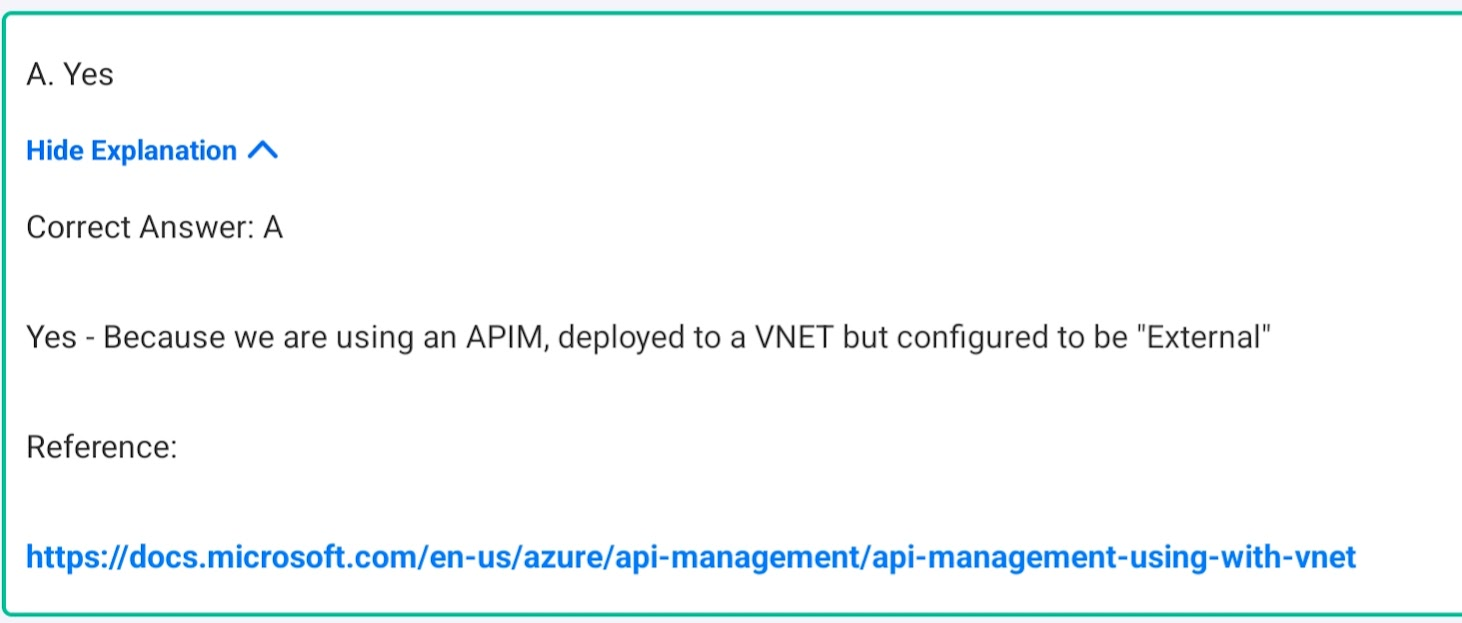 A. Yes
Hide Explanation
Correct Answer: A
Yes - Because we are using an APIM, deployed to a VNET but configured to be "External"
Reference:
https://docs.microsoft.com/en-us/azure/api-management/api-management-using-with-vnet